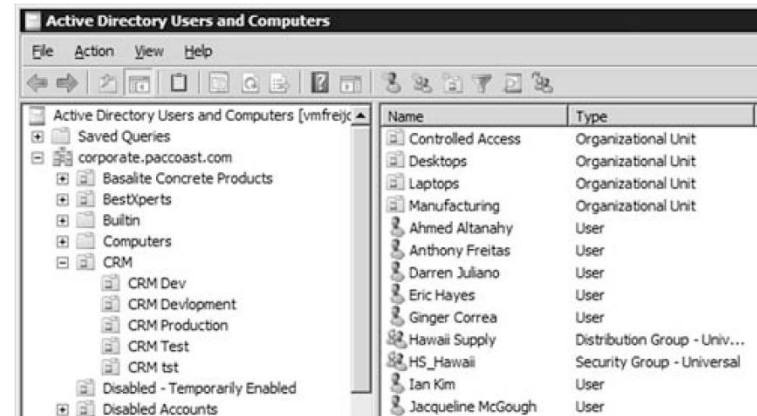 Active Directory Users and Computers
File Action View Help
Active Directory Users and Computers [vmfreijc
Saved Queries
corporate.paccoast.com
Basalite Concrete Products
BestXperts
Builtin
Computers
CRM
CRM Dev
CRM Devlopment
CRM Production
CRM Test
CRM tst
Disabled - Temporarily Enabled
Disabled Accounts
Name Type
Controlled Access Organizational Unit
Desktops Organizational Unit
Laptops Organizational Unit
Manufacturing Organizational Unit
Ahmed Altanahy User
Anthony Freitas User
Darren Juliano User
Eric Hayes User
Ginger Correa User
Hawaii Supply Distribution Group - Univ...
HS_Hawaii Security Group - Universal
Ian Kim User
Jacqueline McGough User